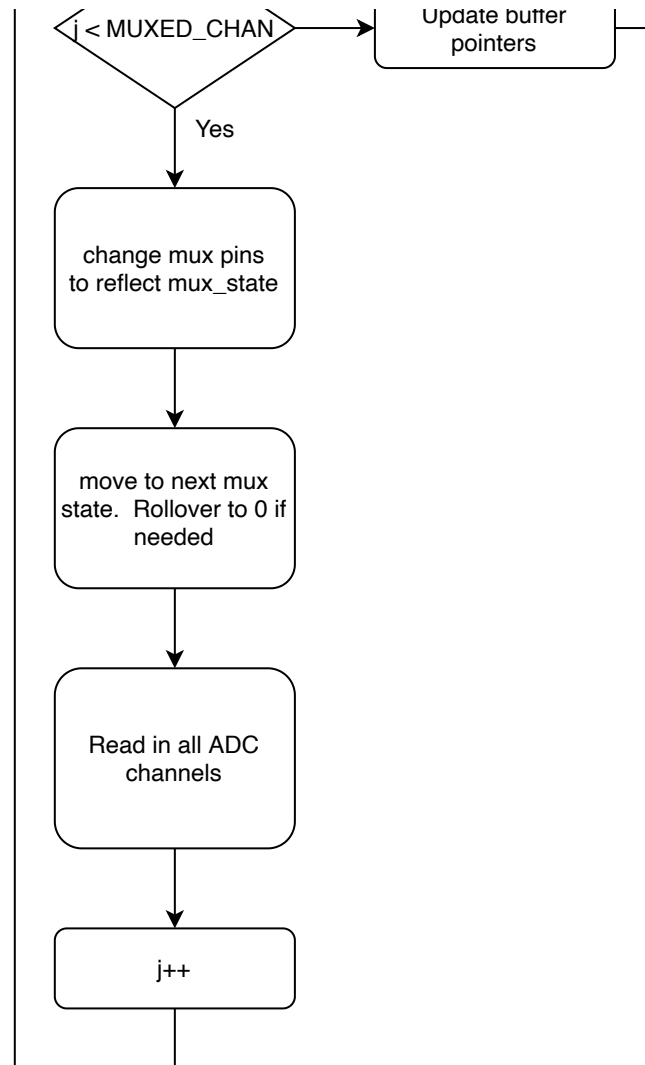 j < MUXED_CHAN
Update buffer
pointers
Yes
change mux pins
to reflect mux_state
move to next mux
state.  Rollover to 0 if
needed
Read in all ADC
channels
j++